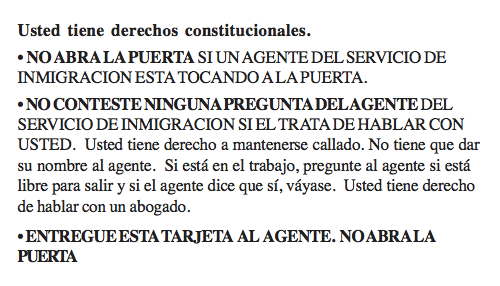 Usted tiene derechos constitucionales.
• NO ABRA LA PUERTA SI UN AGENTE DEL SERVICIO DE
INMIGRACION ESTA TOCANDO A LA PUERTA.
• NO CONTESTE NINGUNA PREGUNTA DEL AGENTE DEL
SERVICIO DE INMIGRACION SI EL TRATA DE HABLAR CON
USTED. Usted tiene derecho a mantenerse callado. No tiene que dar
su nombre al agente. Si está en el trabajo, pregunte al agente si está
libre para salir y si el agente dice que sí, váyase. Usted tiene derecho
de hablar con un abogado.
• ENTREGUE ESTA TARJETA AL AGENTE. NO ABRA LA
PUERTA